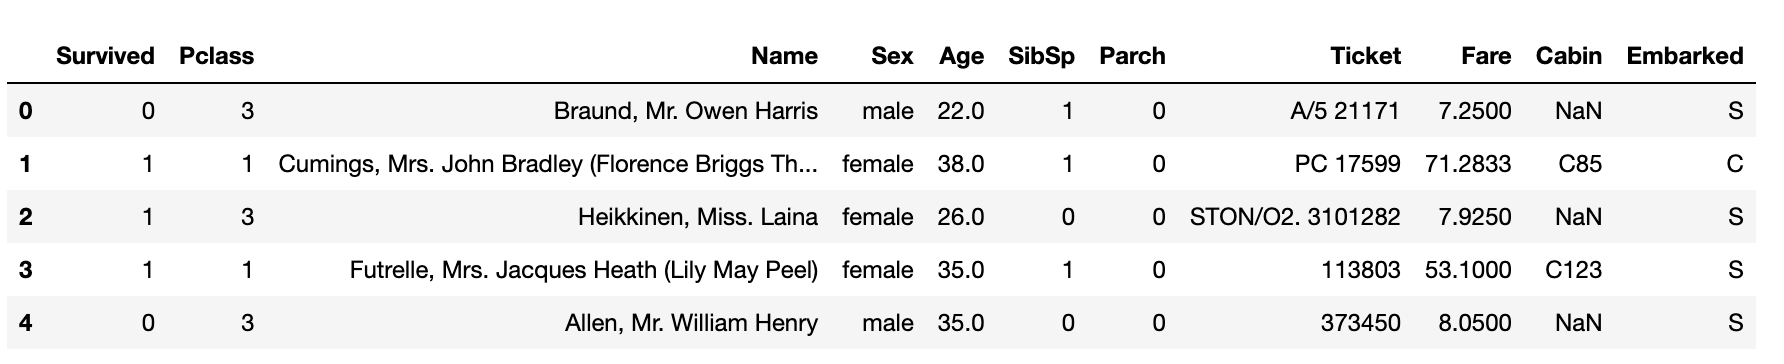 Survived Pclass Name Sex Age SibSp Parch Ticket Fare Cabin Embarked
0 0 3 Braund, Mr. Owen Harris male 22.0 1 0 A/5 21171 7.2500 NaN S
1 1 1 Cumings, Mrs. John Bradley (Florence Briggs Th... female 38.0 1 0 PC 17599 71.2833 C85 C
2 1 3 Heikkinen, Miss. Laina female 26.0 0 0 STON/O2. 3101282 7.9250 NaN S
3 1 1 Futrelle, Mrs. Jacques Heath (Lily May Peel) female 35.0 1 0 113803 53.1000 C123 S
4 0 3 Allen, Mr. William Henry male 35.0 0 0 373450 8.0500 NaN S